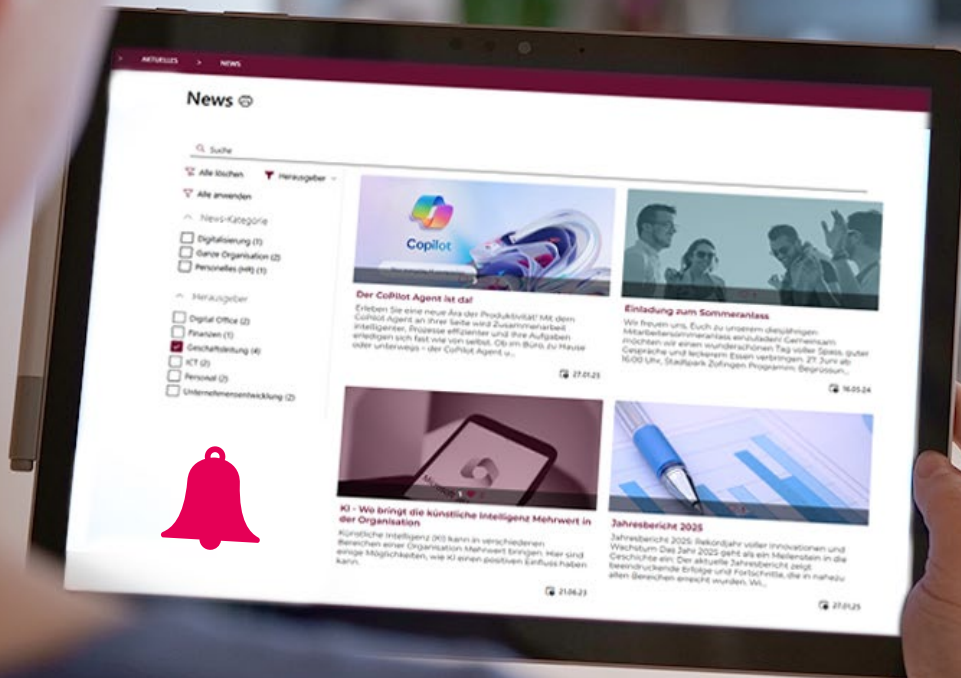 > AKTUELLES > NEWS
News
Suche
Alle löschen Herausgeber
Alle anwenden
News-Kategorie
Digitalisierung (1)
Ganze Organisation (2)
Personelles (HR) (1)
Herausgeber
Digital Office (2)
Finanzen (1)
Geschäftsleitung (4)
ICT (2)
Personal (2)
Unternehmensentwicklung (2)
Copilot
Der CoPilot Agent ist da!
Erleben Sie eine neue Ära der Produktivität! Mit dem
CoPilot Agent an Ihrer Seite wird Zusammenarbeit
intelligenter, Prozesse effizienter und Ihre Aufgaben
erledigen sich fast wie von selbst. Ob im Büro, zu Hause
oder unterwegs – der CoPilot Agent u...
27.01.25
Einladung zum Sommeranlass
Wir freuen uns, Euch zu unserem diesjährigen
Mitarbeitersommeranlass einzuladen! Gemeinsam
möchten wir einen wunderschönen Tag voller Spass, guter
Gespräche und leckerem Essen verbringen. 27. Juni ab
16:00 Uhr, Stadtpark Zofingen Programm: Begrüssun...
16.05.24
Microsoft
KI - Wo bringt die künstliche Intelligenz Mehrwert in
der Organisation
Künstliche Intelligenz (KI) kann in verschiedenen
Bereichen einer Organisation Mehrwert bringen. Hier sind
einige Möglichkeiten, wie KI einen positiven Einfluss haben
kann.
21.06.23
Jahresbericht 2025
Jahresbericht 2025: Rekordjahr voller Innovationen und
Wachstum Das Jahr 2025 geht als ein Meilenstein in die
Geschichte ein: Der aktuelle Jahresbericht zeigt
beeindruckende Erfolge und Fortschritte, die in nahezu
allen Bereichen erreicht wurden. Wi...
27.01.25